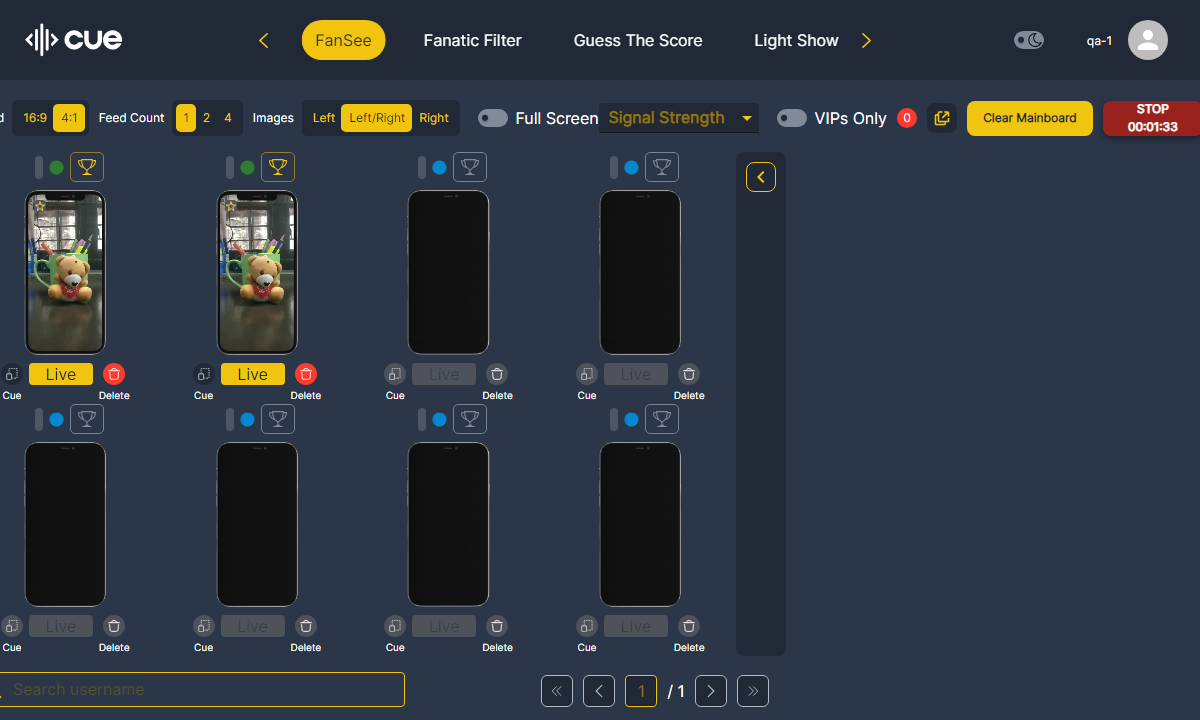 cue FanSee Fanatic Filter Guess The Score Light Show qa-1
d 16:9 4:1 Feed Count 1 2 4 Images Left Left/Right Right Full Screen Signal Strength VIPs Only 0 Clear Mainboard STOP
00:01:33
Live Live Live Live
Cue Delete Cue Delete Cue Delete Cue Delete
Live Live Live Live
Cue Delete Cue Delete Cue Delete Cue Delete
Search username 1 / 1